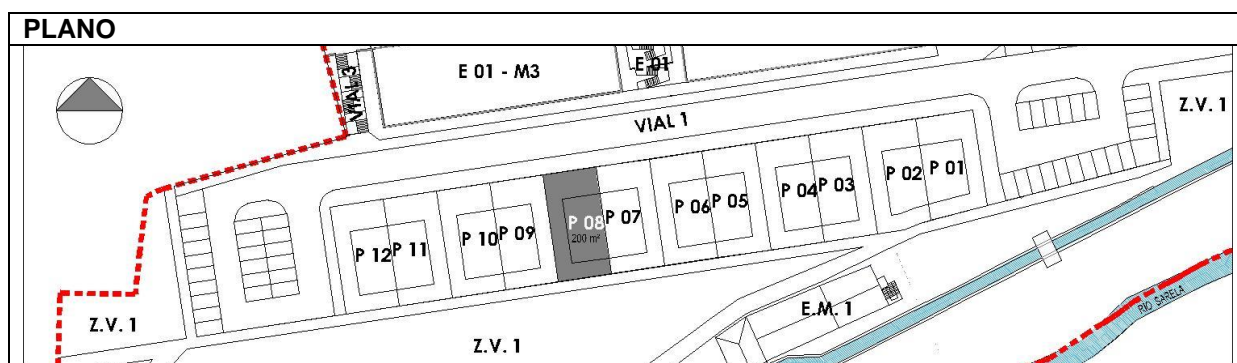 PLANO
E 01 - M3
E 01
VIAL 3
VIAL 1
Z.V. 1
P 01
P 02
P 03
P 04
P 05
P 06
P 07
P 08
200 m²
P 09
P 10
P 11
P 12
Z.V. 1
Z.V. 1
E.M. 1
RIO SARELA